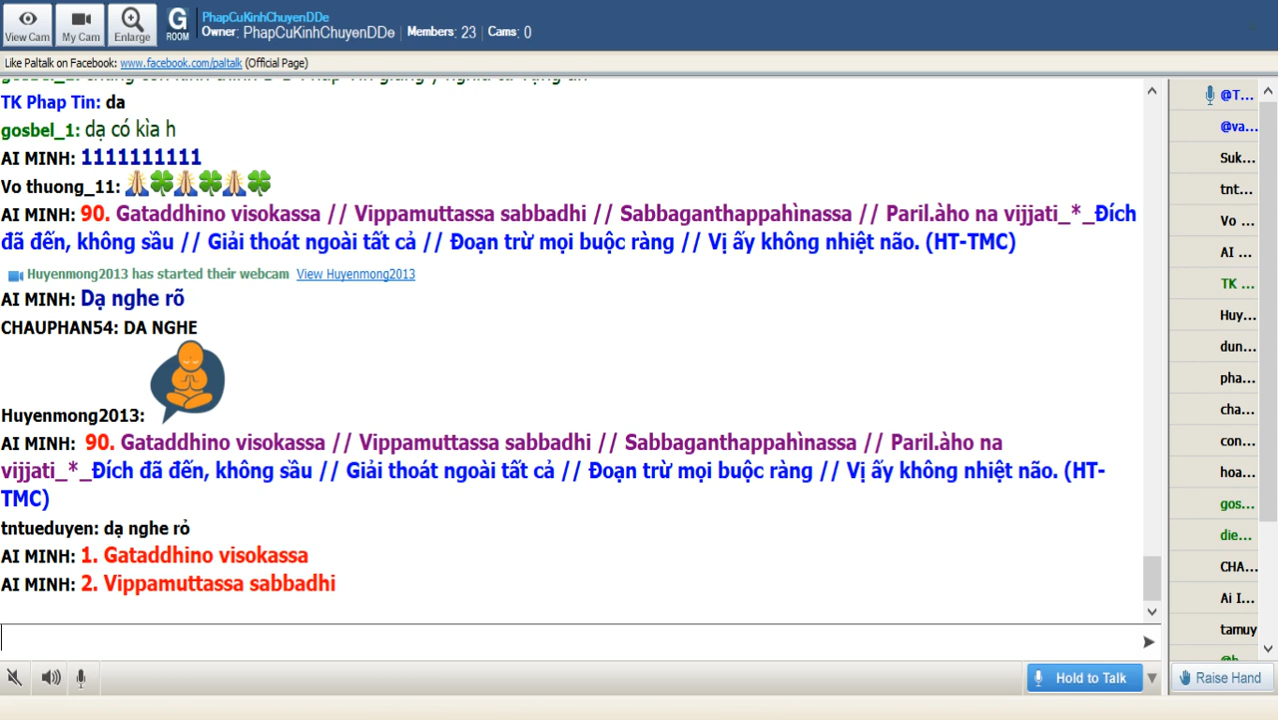 View Cam
My Cam
Enlarge
G
ROOM
PhapCuKinhChuyenDDe
Owner: PhapCuKinhChuyenDDe Members: 23 Cams: 0
Like Paltalk on Facebook: www.facebook.com/paltalk (Official Page)
TK Phap Tin: da
gosbel_1: dạ có kìa h
AI MINH: 1111111111
Vo thuong_11:
AI MINH: 90. Gataddhino visokassa // Vippamuttassa sabbadhi // Sabbaganthappahìnassa // Paril.àho na vijjati_*_Đích
đã đến, không sầu // Giải thoát ngoài tất cả // Đoạn trừ mọi buộc ràng // Vị ấy không nhiệt não. (HT-TMC)
Huyenmong2013 has started their webcam View Huyenmong2013
AI MINH: Dạ nghe rõ
CHAUPHAN54: DA NGHE
Huyenmong2013:
AI MINH: 90. Gataddhino visokassa // Vippamuttassa sabbadhi // Sabbaganthappahìnassa // Paril.àho na
vijjati_*_Đích đã đến, không sầu // Giải thoát ngoài tất cả // Đoạn trừ mọi buộc ràng // Vị ấy không nhiệt não. (HT-
TMC)
tntueduyen: dạ nghe rỏ
AI MINH: 1. Gataddhino visokassa
AI MINH: 2. Vippamuttassa sabbadhi
@T...
@va...
Suk...
tnt...
Vo ...
AI ...
TK ...
Huy...
dun...
pha...
cha...
con...
hoa...
gos...
die...
CHA...
Ai I...
tamuy
Hold to Talk
Raise Hand